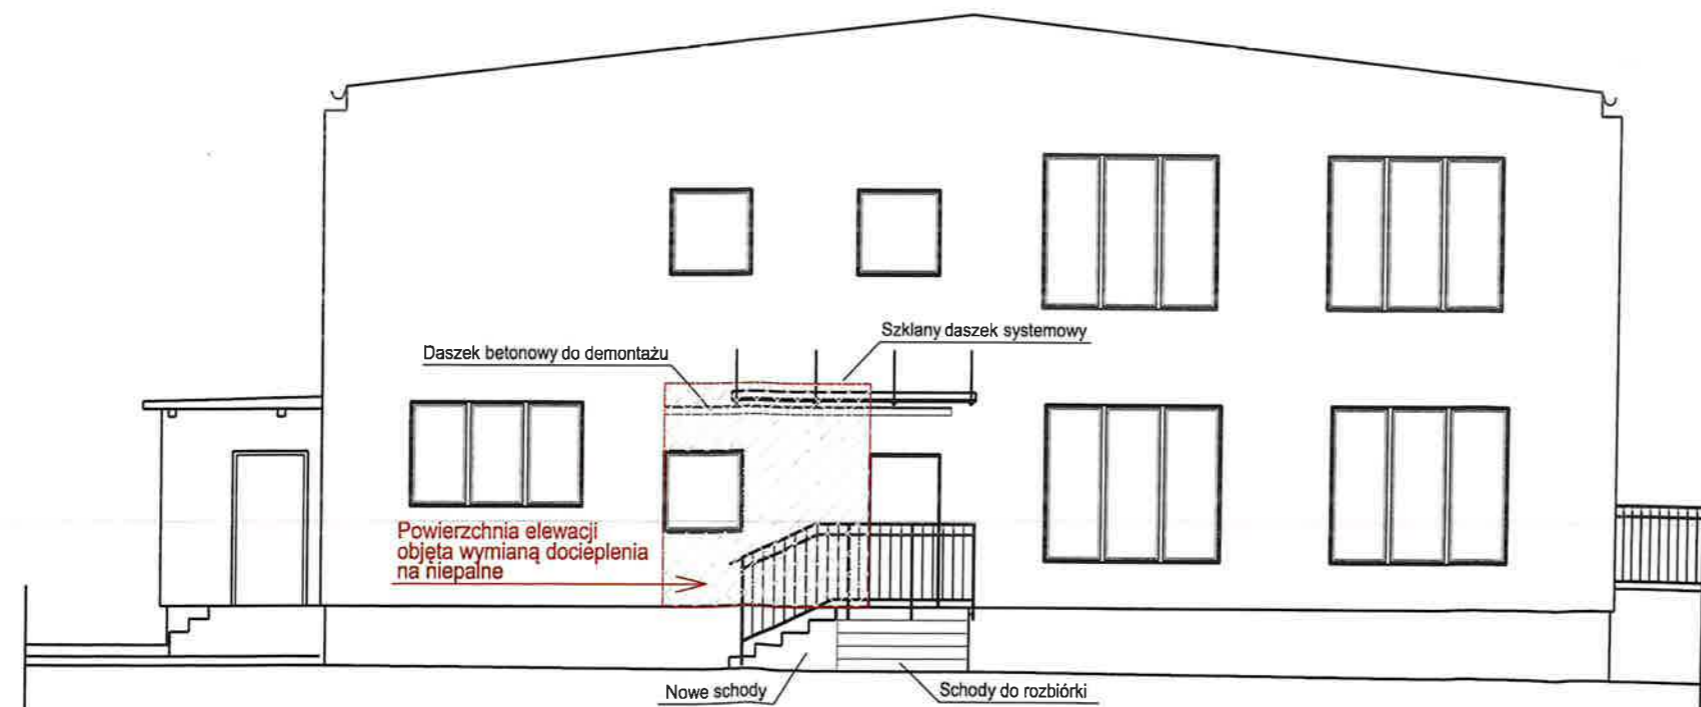 Szklany daszek systemowy
Daszek betonowy do demontażu
Powierzchnia elewacji
objęta wymianą docieplenia
na niepalne
Nowe schody
Schody do rozbiórki